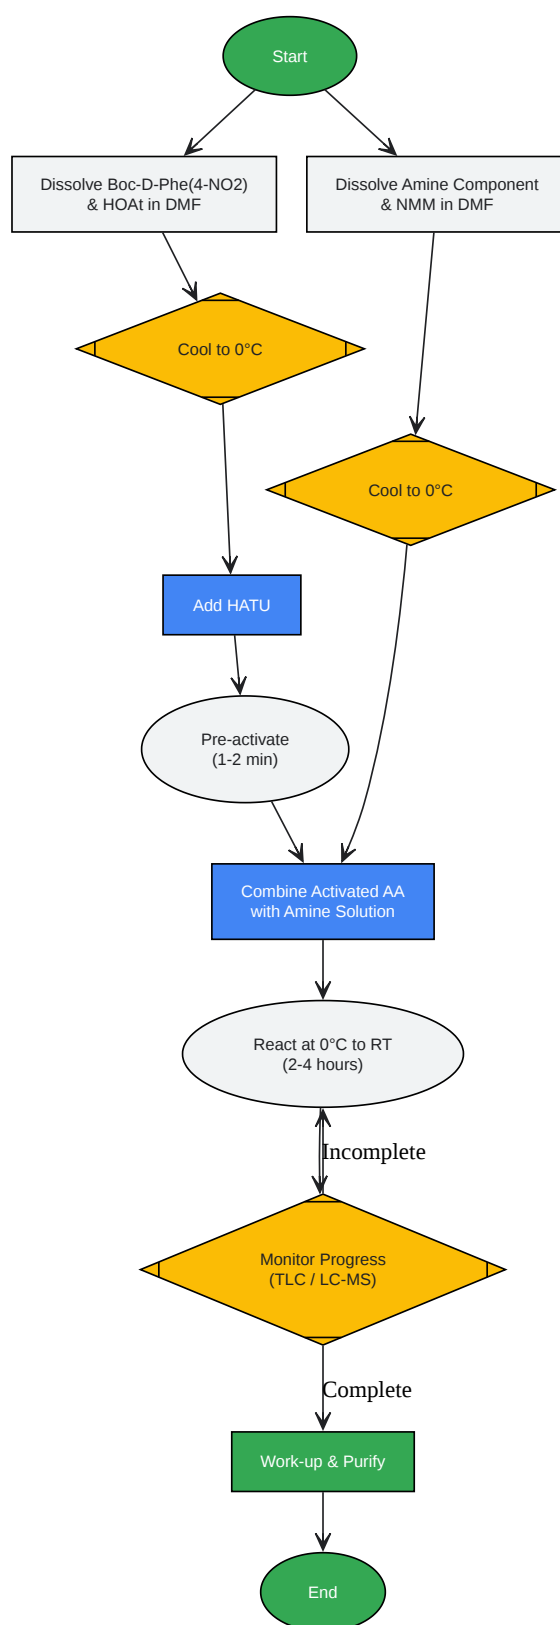 Start
Dissolve Boc-D-Phe(4-NO2)
& HOAt in DMF
Dissolve Amine Component
& NMM in DMF
Cool to 0°C
Cool to 0°C
Add HATU
Pre-activate
(1-2 min)
Combine Activated AA
with Amine Solution
React at 0°C to RT
(2-4 hours)
Incomplete
Monitor Progress
(TLC / LC-MS)
Complete
Work-up & Purify
End